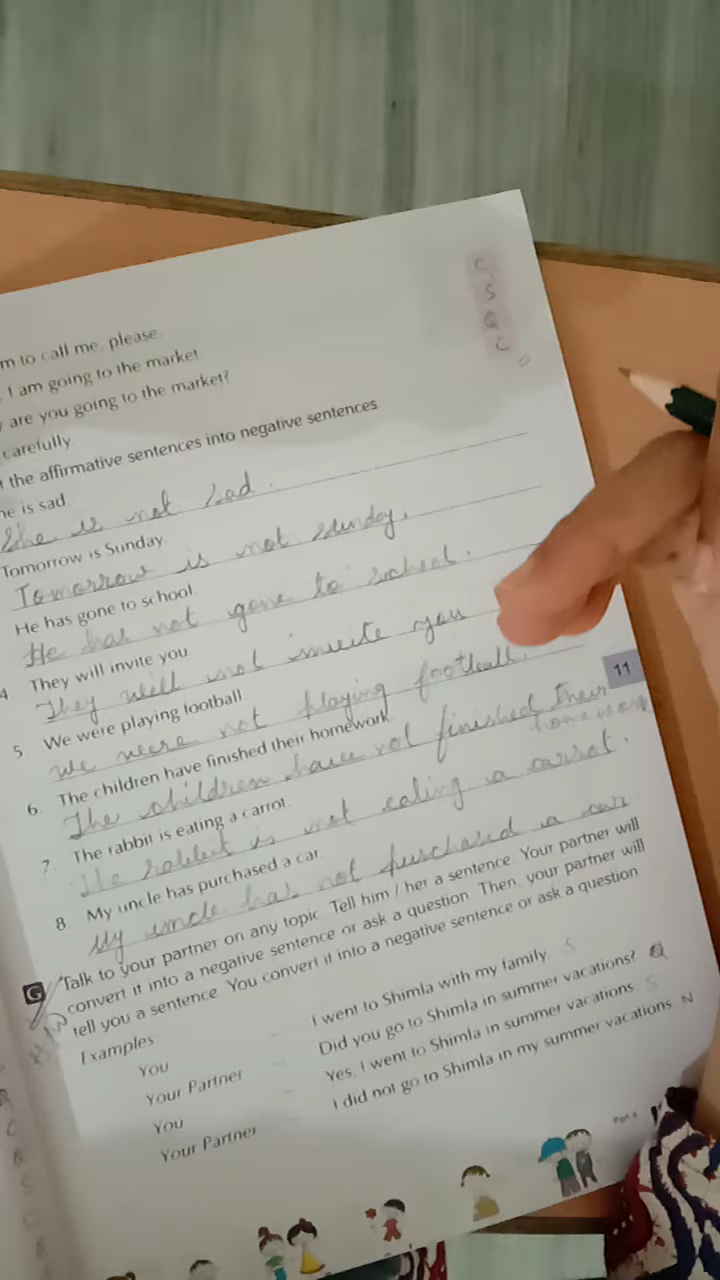 C
S
Q
C
m to call me, please.
I am going to the market
are you going to the market?
carefully
the affirmative sentences into negative sentences
he is sad.
She is not sad.
Tomorrow is Sunday.
Tomorrow is not sunday.
He has gone to school.
He has not gone to school.
4 They will invite you
They will not invite you
5 We were playing football.
we were not playing football.
6. The children have finished their homework.
The children have not finished their
homework
7. The rabbit is eating a carrot.
The rabbit is not eating a carrot.
8 My uncle has purchased a car.
My uncle has not purchased a car
G Talk to your partner on any topic. Tell him / her a sentence. Your partner will
convert it into a negative sentence or ask a question. Then, your partner will
tell you a sentence. You convert it into a negative sentence or ask a question
Examples
You - I went to Shimla with my family. S
Your Partner - Did you go to Shimla in summer vacations? Q
You - Yes, I went to Shimla in summer vacations. S
Your Partner - I did not go to Shimla in my summer vacations. N
11